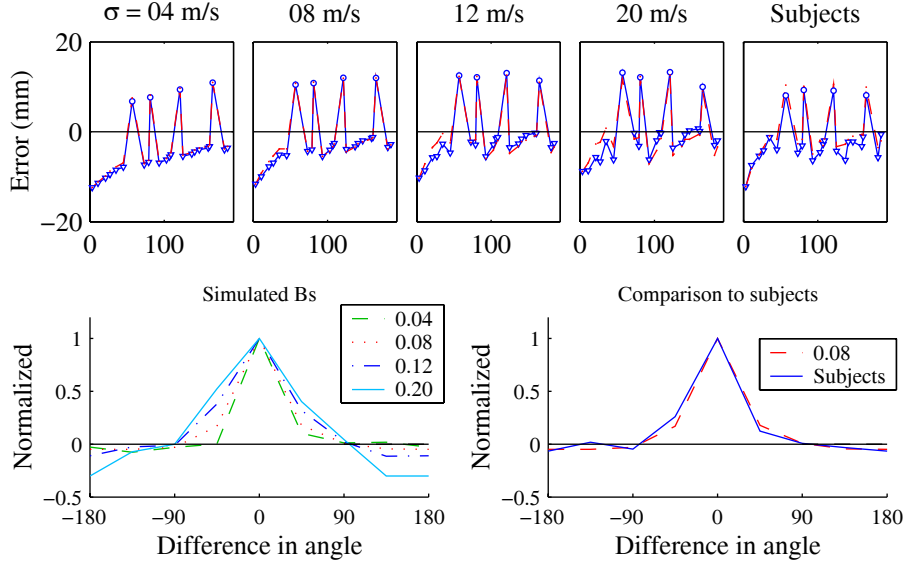 σ = 04 m/s
08 m/s
12 m/s
20 m/s
Subjects
Error (mm)
20
0
−20
0 100
0 100
0 100
0 100
0 100
Simulated Bs
Normalized
1
0.5
0
−0.5
0.04
0.08
0.12
0.20
−180 −90 0 90 180
Difference in angle
Comparison to subjects
Normalized
1
0.5
0
−0.5
0.08
Subjects
−180 −90 0 90 180
Difference in angle